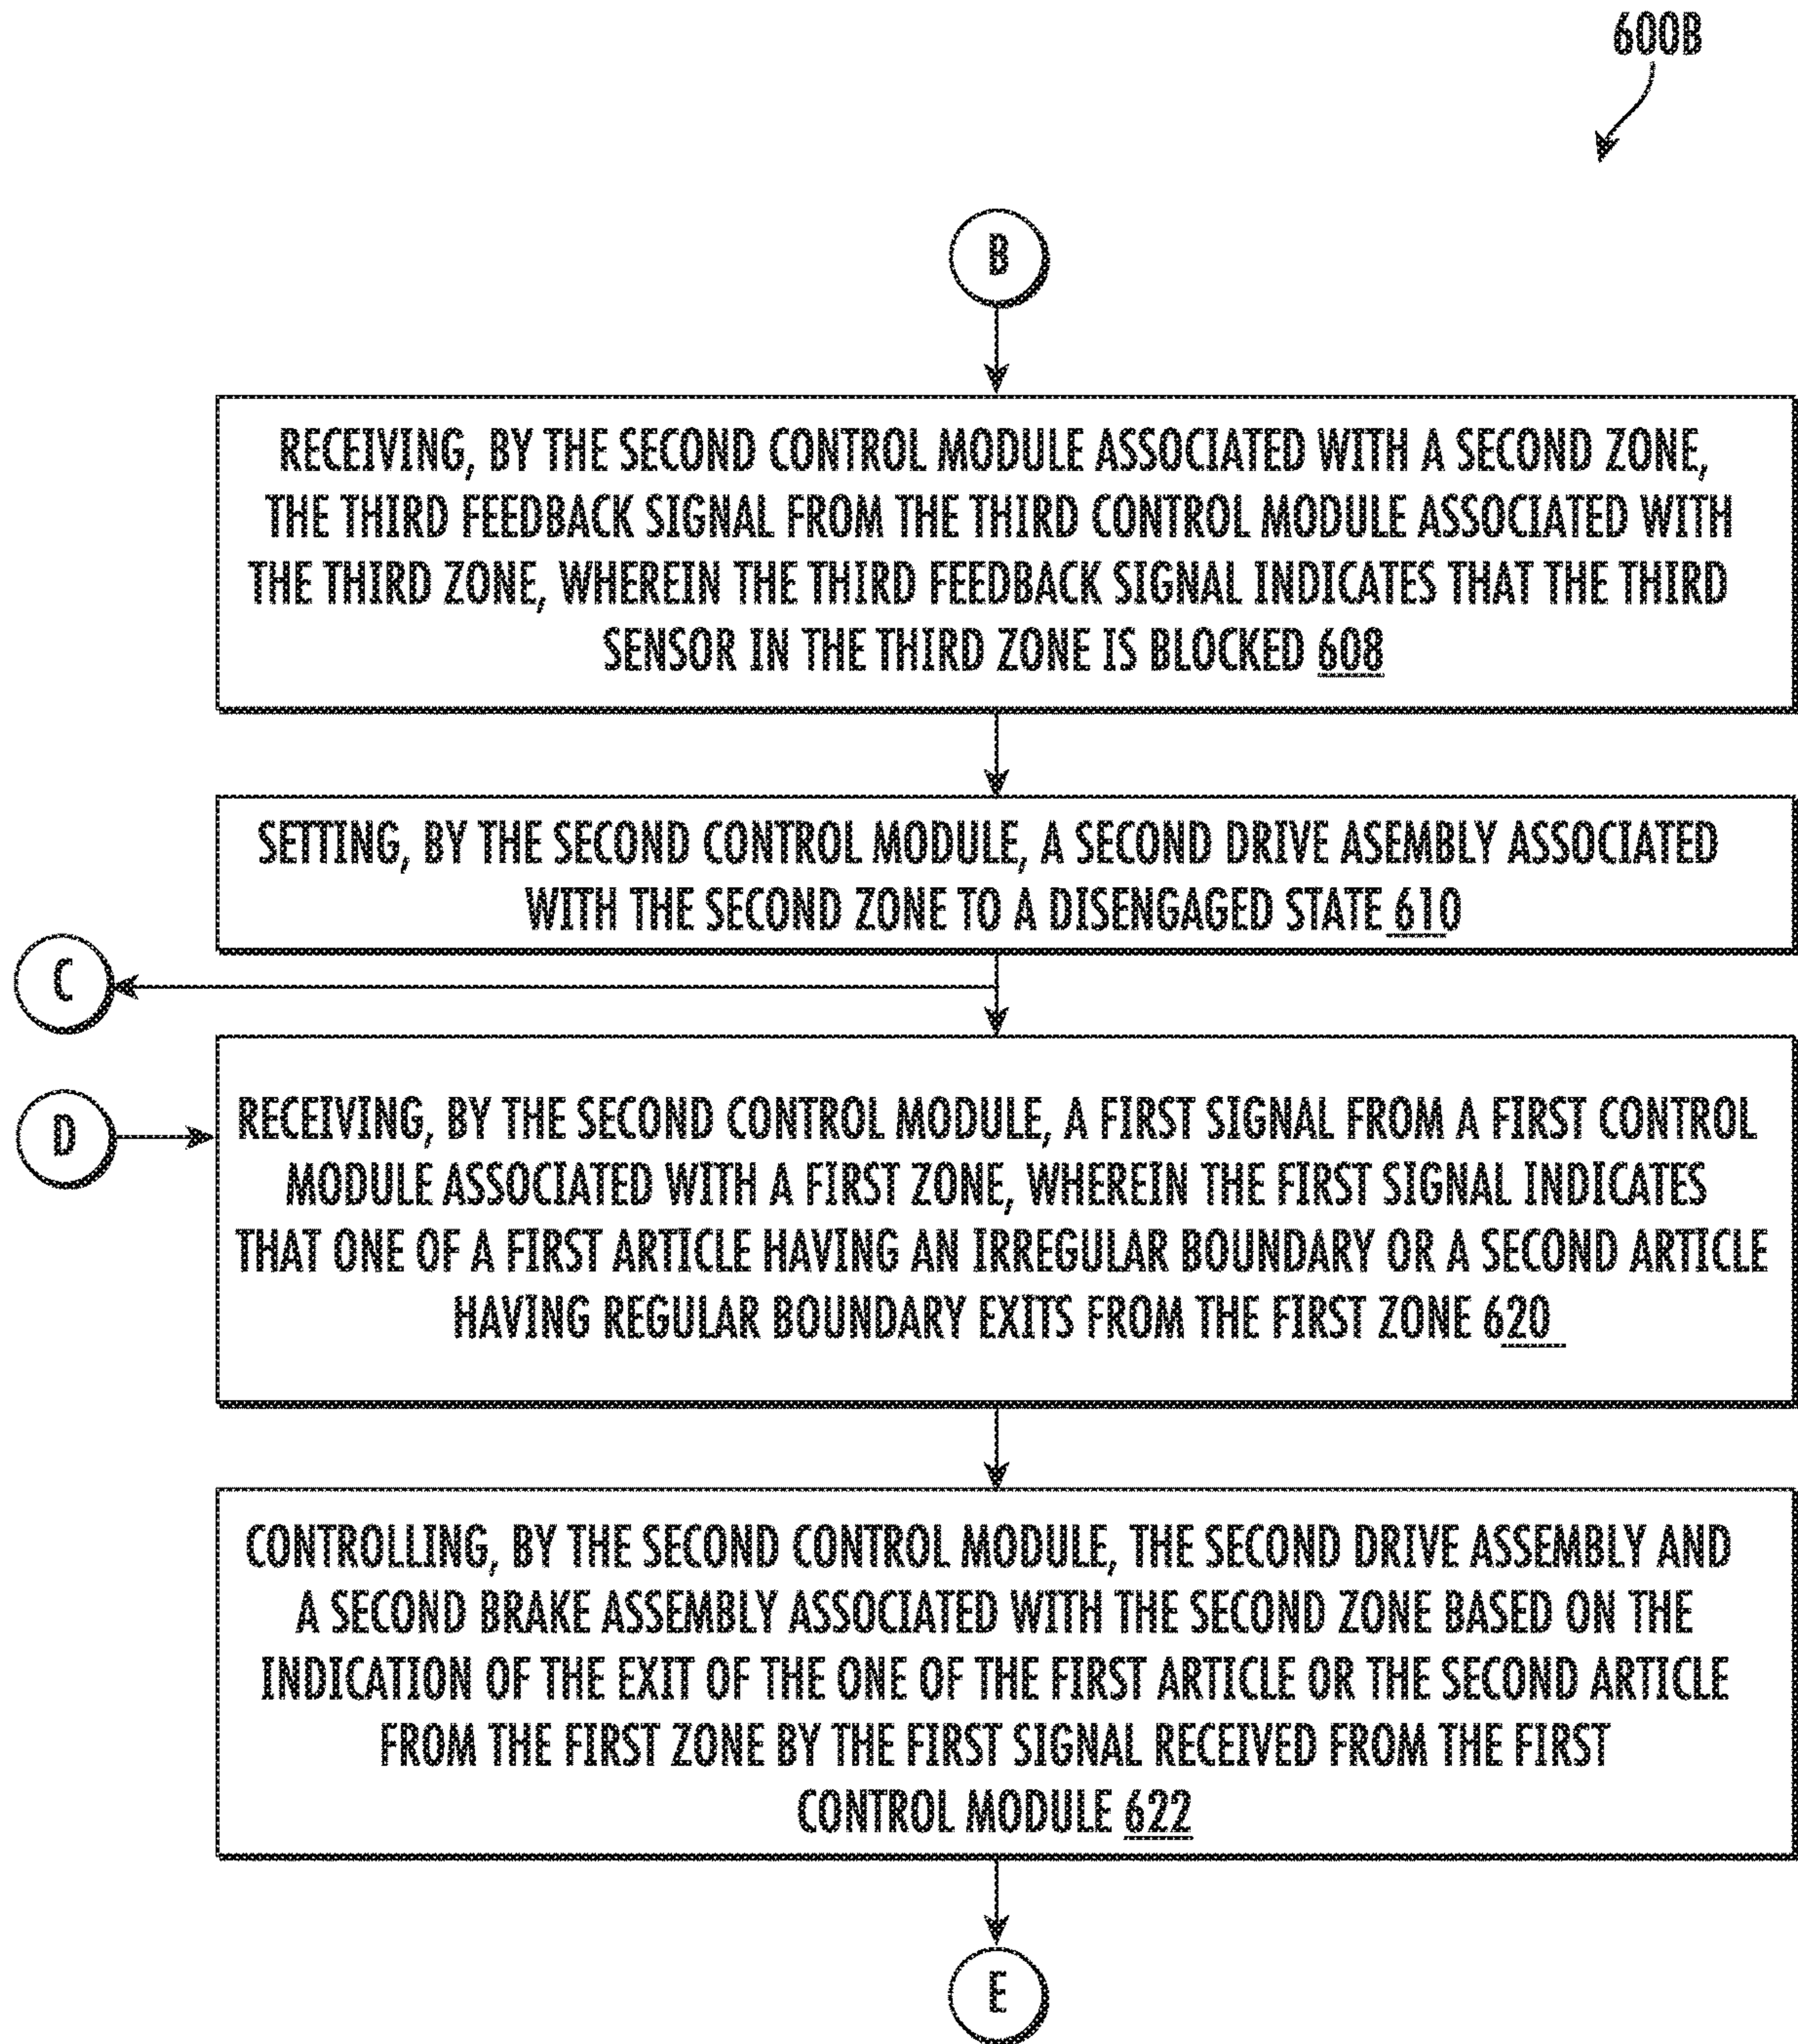 600B
B
RECEIVING, BY THE SECOND CONTROL MODULE ASSOCIATED WITH A SECOND ZONE,
THE THIRD FEEDBACK SIGNAL FROM THE THIRD CONTROL MODULE ASSOCIATED WITH
THE THIRD ZONE, WHEREIN THE THIRD FEEDBACK SIGNAL INDICATES THAT THE THIRD
SENSOR IN THE THIRD ZONE IS BLOCKED 608
SETTING, BY THE SECOND CONTROL MODULE, A SECOND DRIVE ASEMBLY ASSOCIATED
WITH THE SECOND ZONE TO A DISENGAGED STATE 610
C
D
RECEIVING, BY THE SECOND CONTROL MODULE, A FIRST SIGNAL FROM A FIRST CONTROL
MODULE ASSOCIATED WITH A FIRST ZONE, WHEREIN THE FIRST SIGNAL INDICATES
THAT ONE OF A FIRST ARTICLE HAVING AN IRREGULAR BOUNDARY OR A SECOND ARTICLE
HAVING REGULAR BOUNDARY EXITS FROM THE FIRST ZONE 620
CONTROLLING, BY THE SECOND CONTROL MODULE, THE SECOND DRIVE ASSEMBLY AND
A SECOND BRAKE ASSEMBLY ASSOCIATED WITH THE SECOND ZONE BASED ON THE
INDICATION OF THE EXIT OF THE ONE OF THE FIRST ARTICLE OR THE SECOND ARTICLE
FROM THE FIRST ZONE BY THE FIRST SIGNAL RECEIVED FROM THE FIRST
CONTROL MODULE 622
E